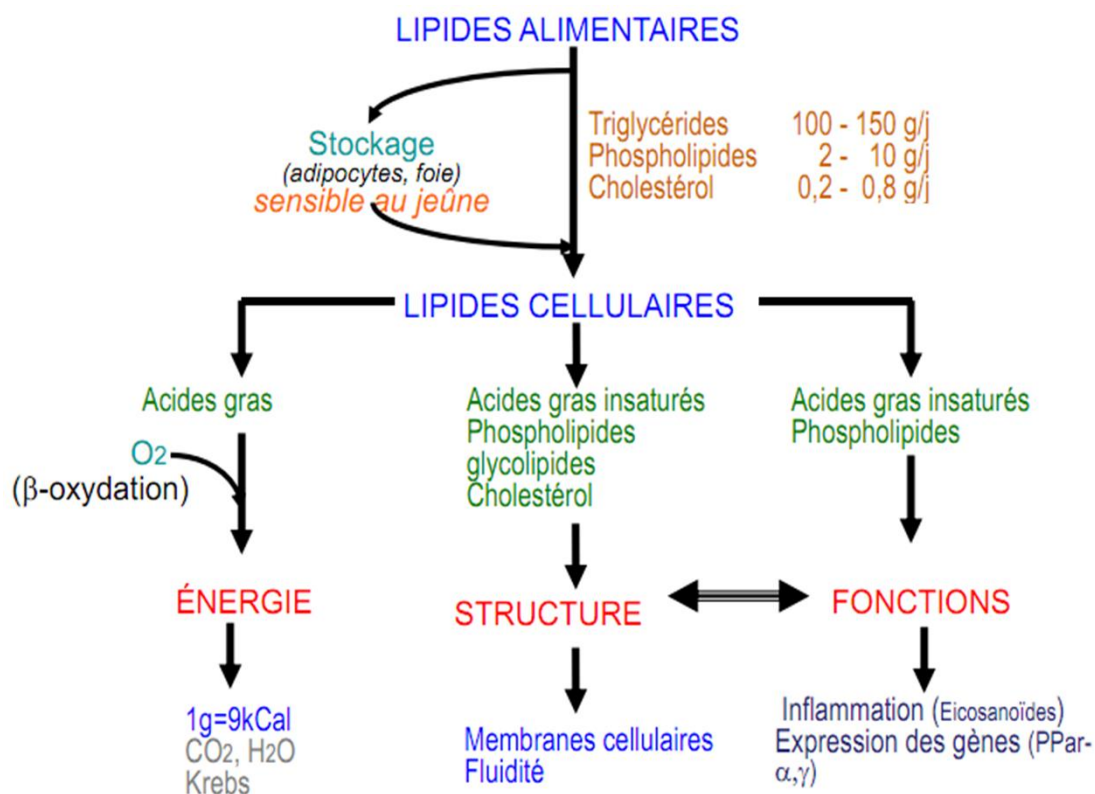 LIPIDES ALIMENTAIRES
Stockage
(adipocytes, foie)
sensible au jeûne
Triglycérides 100 - 150 g/j
Phospholipides 2 - 10 g/j
Cholestérol 0,2 - 0,8 g/j
LIPIDES CELLULAIRES
Acides gras
O2
(β-oxydation)
ÉNERGIE
1g=9kCal
CO2, H2O
Krebs
Acides gras insaturés
Phospholipides
glycolipides
Cholestérol
STRUCTURE
Membranes cellulaires
Fluidité
Acides gras insaturés
Phospholipides
FONCTIONS
Inflammation (Eicosanoïdes)
Expression des gènes (PPar-
α,γ)